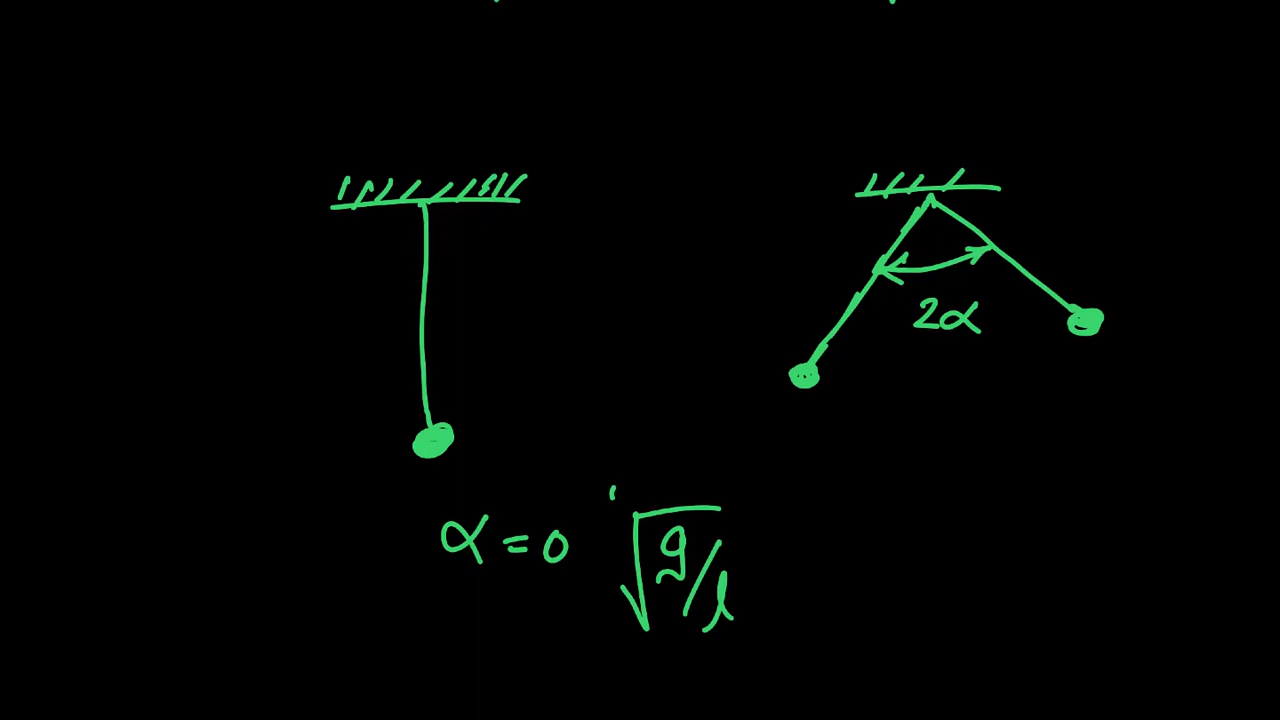 2α
α = 0 √g/l